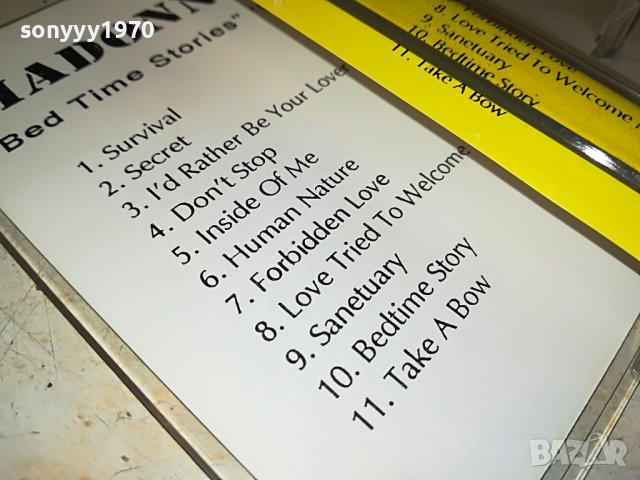 sonyyy1970
MADONN
Bed Time Stories"
1. Survival
2. Secret
3. I'd Rather Be Your Lover
4. Don't Stop
5. Inside Of Me
6. Human Nature
7. Forbidden Love
8. Love Tried To Welcome
9. Sanetuary
10. Bedtime Story
11. Take A Bow
Forbidden Love
8. Love Tried To Welcome
9. Sanetuary
10. Bedtime Story
11. Take A Bow
BAZAR